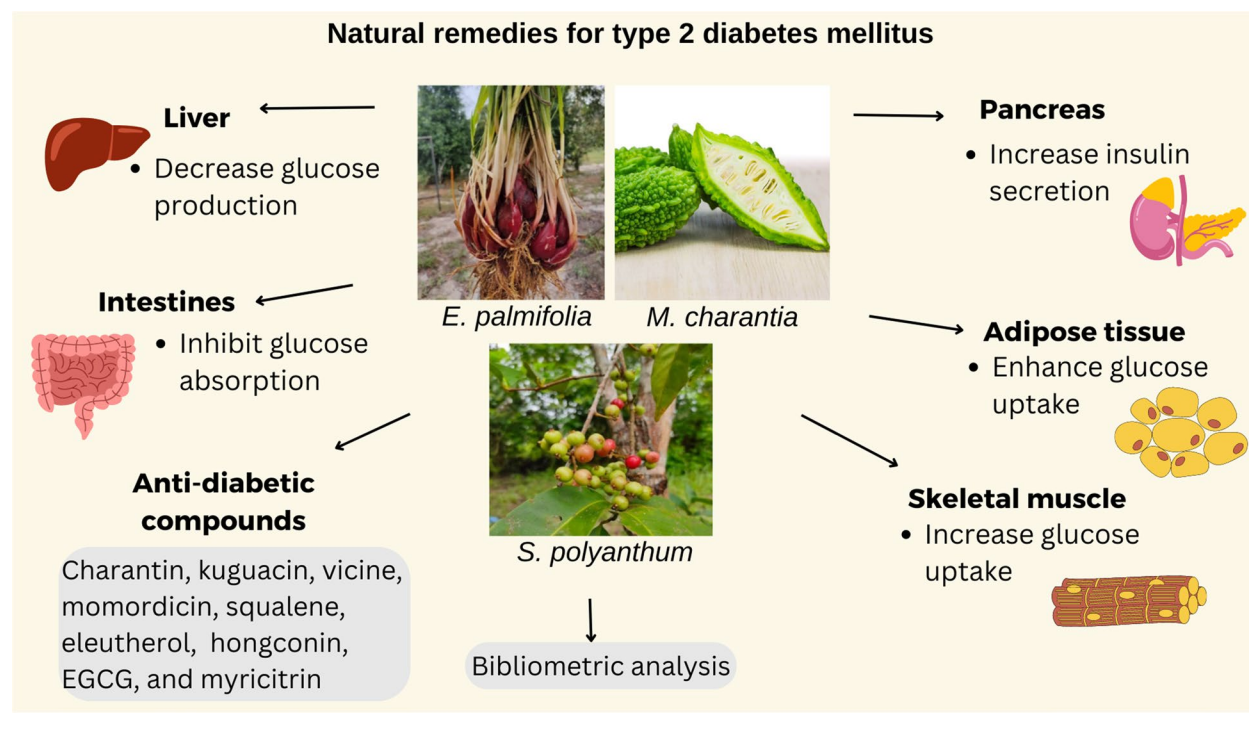 Natural remedies for type 2 diabetes mellitus
Liver
• Decrease glucose
production
Intestines
• Inhibit glucose
absorption
Anti-diabetic
compounds
Charantin, kuguacin, vicine,
momordicin, squalene,
eleutherol, hongconin,
EGCG, and myricitrin
E. palmifolia
M. charantia
S. polyanthum
Bibliometric analysis
Pancreas
• Increase insulin
secretion
Adipose tissue
• Enhance glucose
uptake
Skeletal muscle
• Increase glucose
uptake